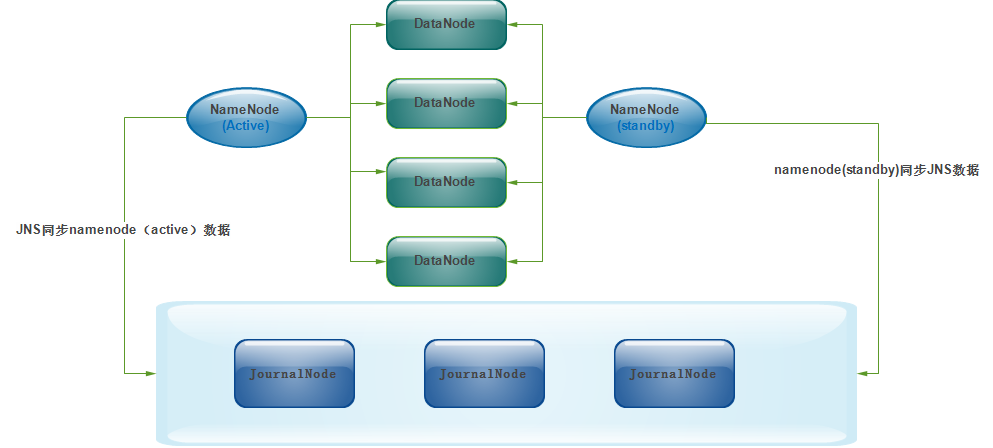 DataNode
DataNode
NameNode
(Active)
NameNode
(standby)
namenode(standby)同步JNS数据
DataNode
JNS同步namenode（active）数据
DataNode
JournalNode
JournalNode
JournalNode